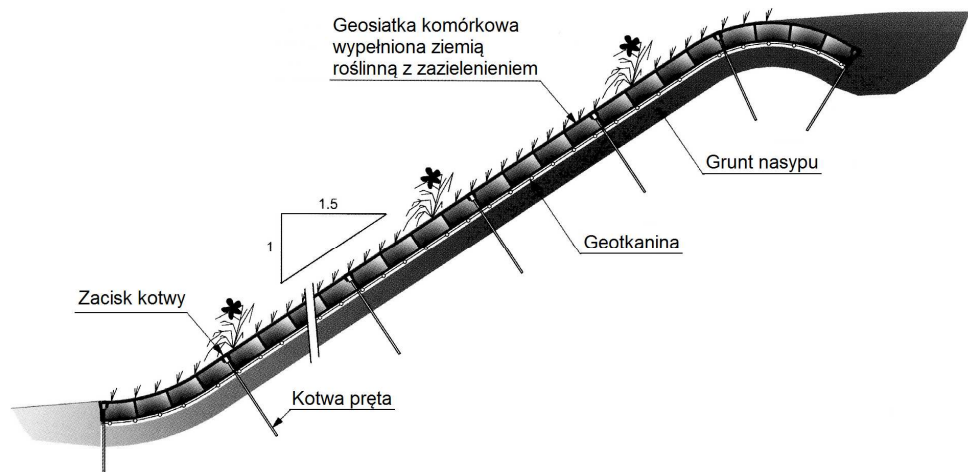 Geosiatka komórkowa
wypełniona ziemią
roślinną z zazielenieniem
Grunt nasypu
1.5
1
Geotkanina
Zacisk kotwy
Kotwa pręta